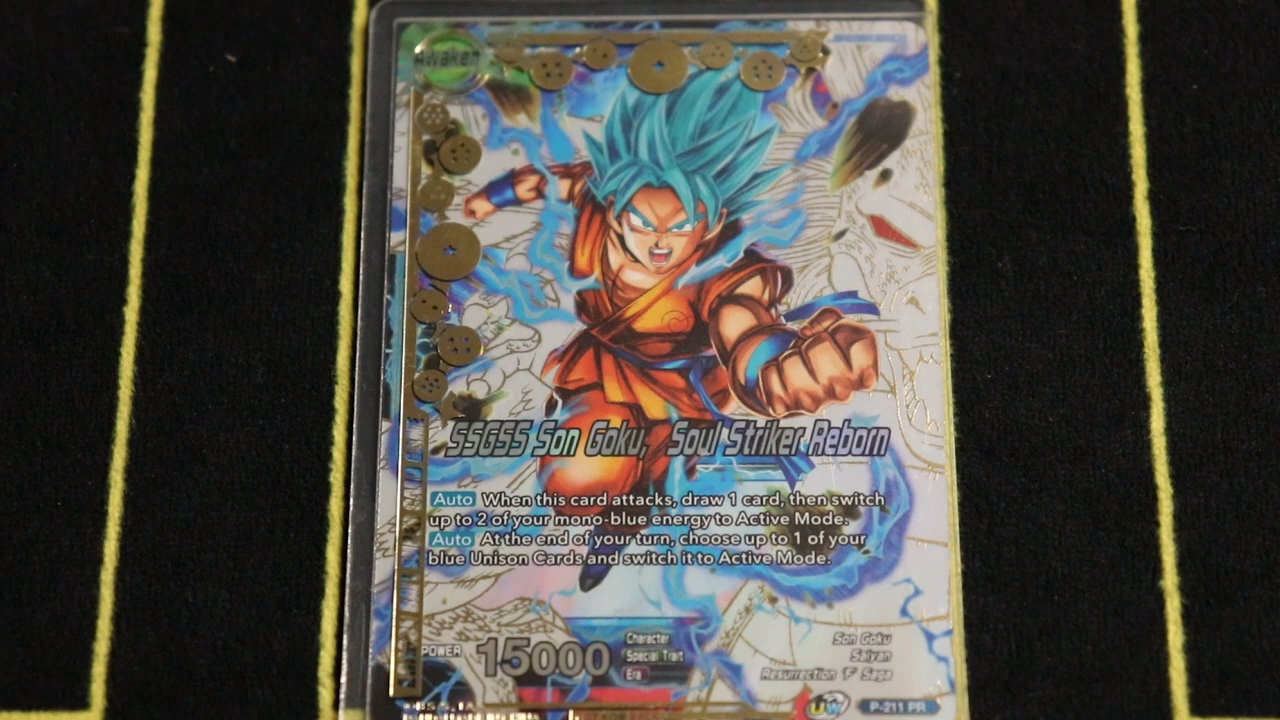 Awaken
SSGSS Son Goku, Soul Striker Reborn
Auto When this card attacks, draw 1 card, then switch
up to 2 of your mono-blue energy to Active Mode.
Auto At the end of your turn, choose up to 1 of your
blue Unison Cards and switch it to Active Mode.
POWER 15000
Character Son Goku
Special Trait Saiyan
Era Resurrection 'F' Saga
UW P-211 PR